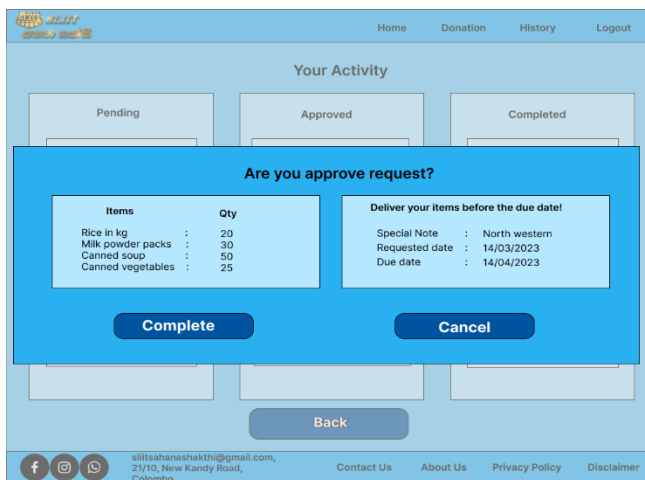 SLIIT
Home Donation History Logout
Your Activity
Pending Approved Completed
Are you approve request?
Items Qty
Rice in kg : 20
Milk powder packs : 30
Canned soup : 50
Canned vegetables : 25
Deliver your items before the due date!
Special Note : North western
Requested date : 14/03/2023
Due date : 14/04/2023
Complete Cancel
Back
sliitsahanashakthi@gmail.com,
21/10, New Kandy Road,
Colombo
Contact Us About Us Privacy Policy Disclaimer